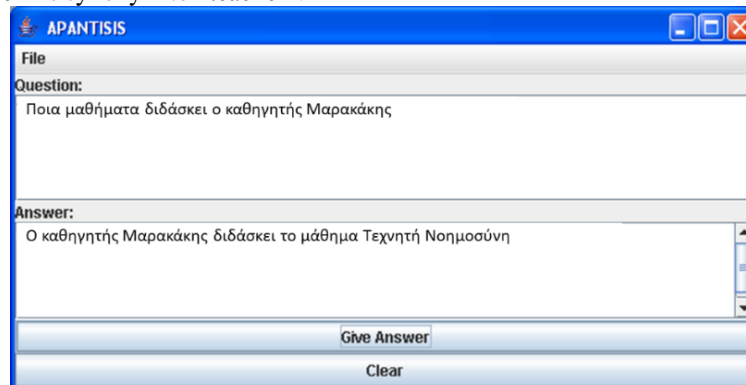 APANTISIS
File
Question:
Ποια μαθήματα διδάσκει ο καθηγητής Μαρακάκης
Answer:
Ο καθηγητής Μαρακάκης διδάσκει το μάθημα Τεχνητή Νοημοσύνη
Give Answer
Clear